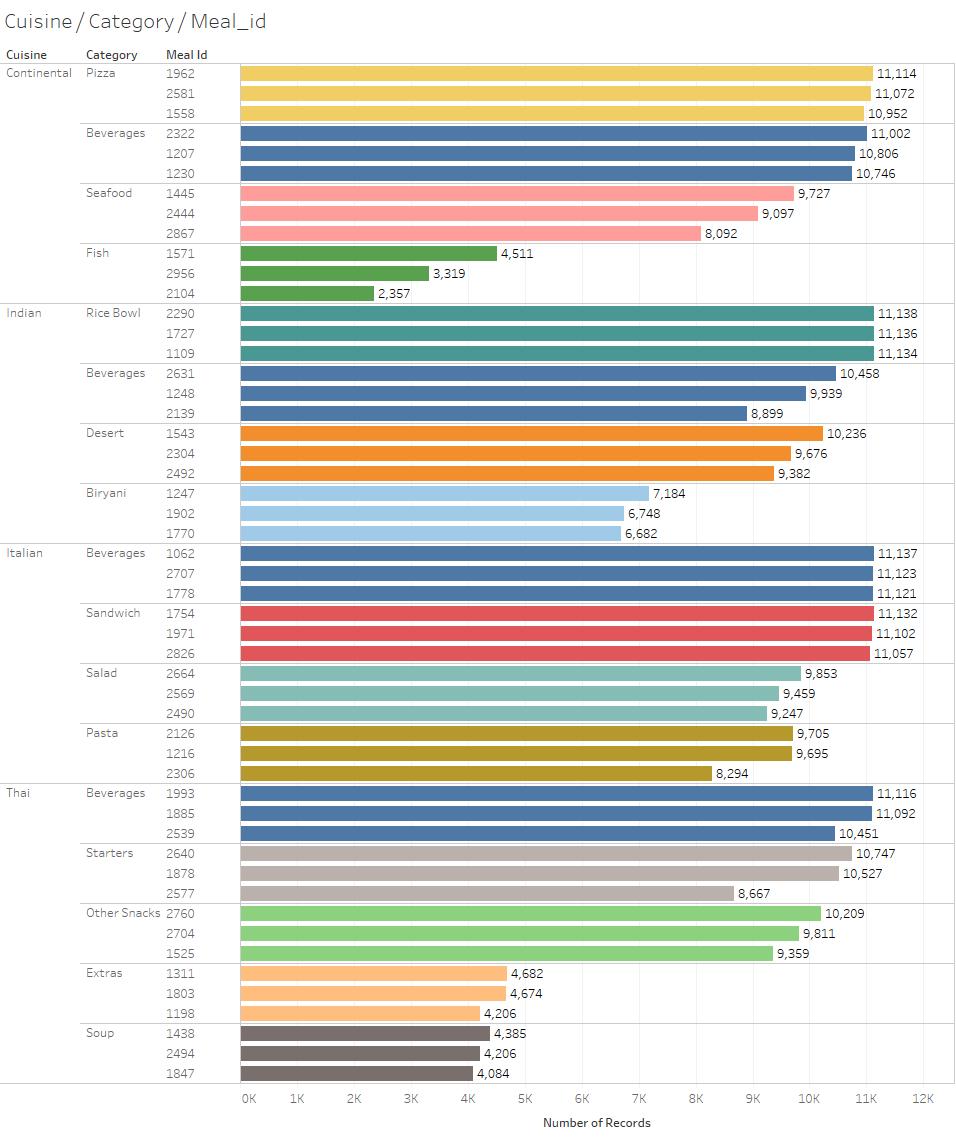 Cuisine / Category / Meal_id
Cuisine Category Meal Id
Continental Pizza 1962 11,114
2581 11,072
1558 10,952
Beverages 2322 11,002
1207 10,806
1230 10,746
Seafood 1445 9,727
2444 9,097
2867 8,092
Fish 1571 4,511
2956 3,319
2104 2,357
Indian Rice Bowl 2290 11,138
1727 11,136
1109 11,134
Beverages 2631 10,458
1248 9,939
2139 8,899
Desert 1543 10,236
2304 9,676
2492 9,382
Biryani 1247 7,184
1902 6,748
1770 6,682
Italian Beverages 1062 11,137
2707 11,123
1778 11,121
Sandwich 1754 11,132
1971 11,102
2826 11,057
Salad 2664 9,853
2569 9,459
2490 9,247
Pasta 2126 9,705
1216 9,695
2306 8,294
Thai Beverages 1993 11,116
1885 11,092
2539 10,451
Starters 2640 10,747
1878 10,527
2577 8,667
Other Snacks 2760 10,209
2704 9,811
1525 9,359
Extras 1311 4,682
1803 4,674
1198 4,206
Soup 1438 4,385
2494 4,206
1847 4,084
0K 1K 2K 3K 4K 5K 6K 7K 8K 9K 10K 11K 12K
Number of Records